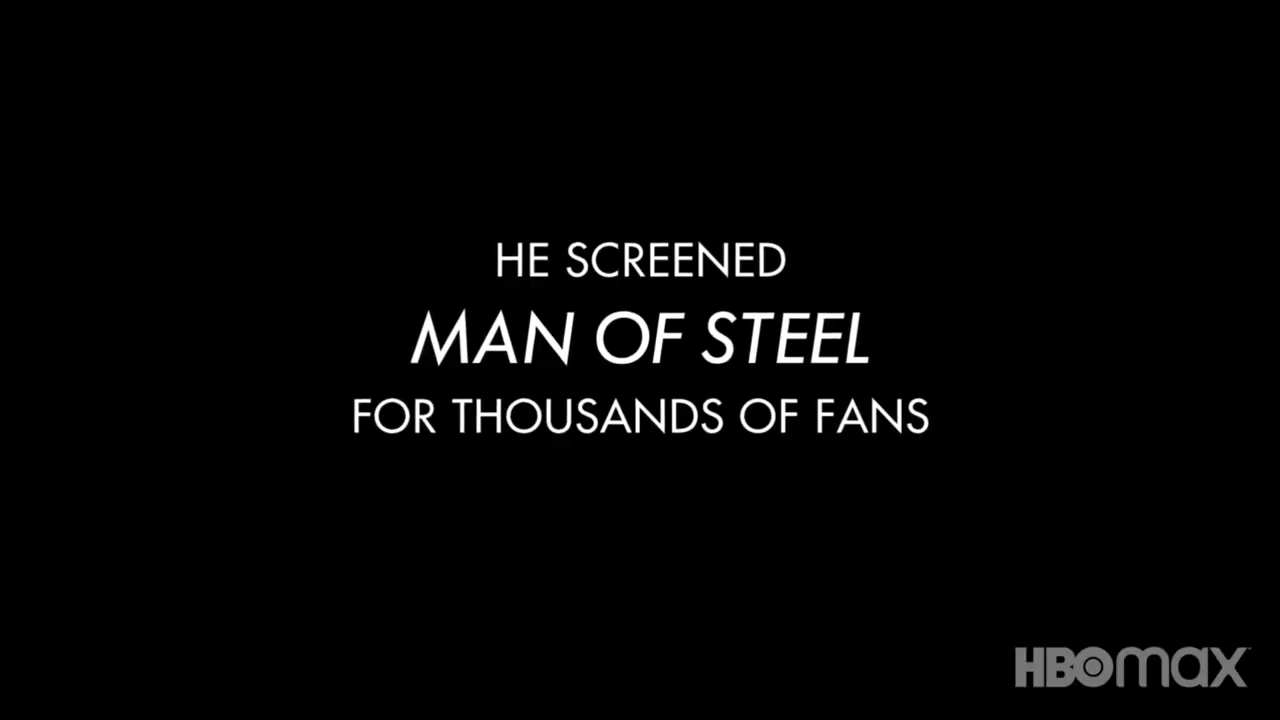 HE SCREENED
MAN OF STEEL
FOR THOUSANDS OF FANS
HBOMAX